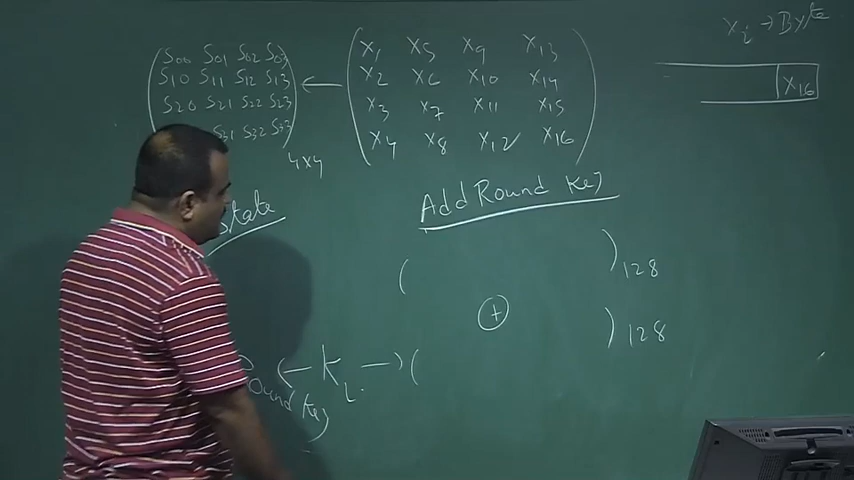 x_i → Byte
S00 S01 S02 S03
S10 S11 S12 S13
S20 S21 S22 S23
S31 S32 S33
4x4
←
x1 x5 x9 x13
x2 x6 x10 x14
x3 x7 x11 x15
x4 x8 x12 x16
x16
State
Add Round Key
( )128
⊕
← K_i → ( )128
Round Key